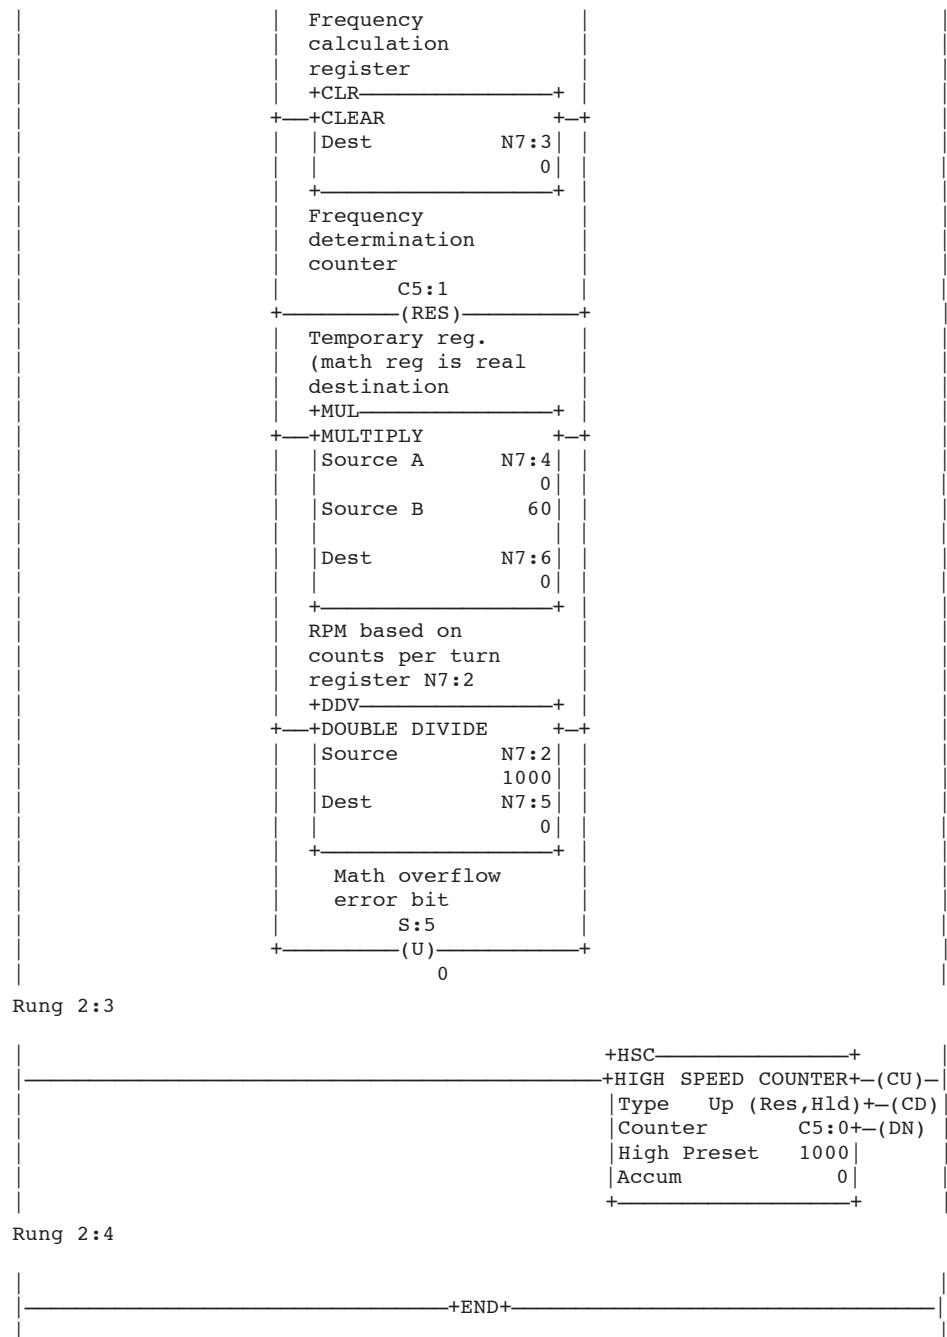 Frequency
calculation
register
+CLR
+CLEAR
Dest N7:3
0
Frequency
determination
counter
C5:1
(RES)
Temporary reg.
(math reg is real
destination
+MUL
+MULTIPLY
Source A N7:4
0
Source B 60
Dest N7:6
0
RPM based on
counts per turn
register N7:2
+DDV
+DOUBLE DIVIDE
Source N7:2
1000
Dest N7:5
0
Math overflow
error bit
S:5
(U)
0
Rung 2:3
+HSC
+HIGH SPEED COUNTER+—(CU)—
Type Up (Res,Hld)+—(CD)
Counter C5:0+—(DN)
High Preset 1000
Accum 0
Rung 2:4
+END+